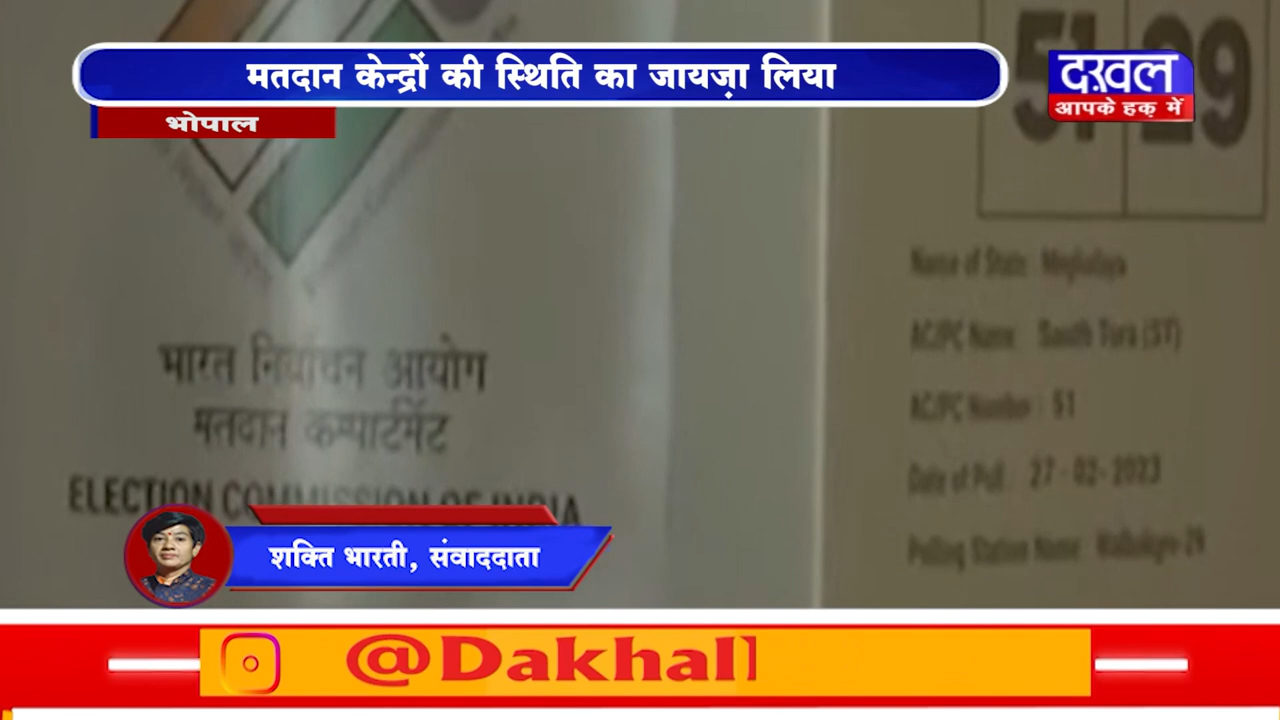 मतदान केन्द्रों की स्थिति का जायज़ा लिया
दख़ल
आपके हक़ में
भोपाल
51 29
Name of State: Meghalaya
AC/PC Name: South Tura (ST)
AC/PC Number: 51
Date of Poll: 27-02-2023
Polling Station Name:
भारत निर्वाचन आयोग
मतदान कम्पार्टमेंट
ELECTION COMMISSION OF INDIA
शक्ति भारती, संवाददाता
@Dakhal